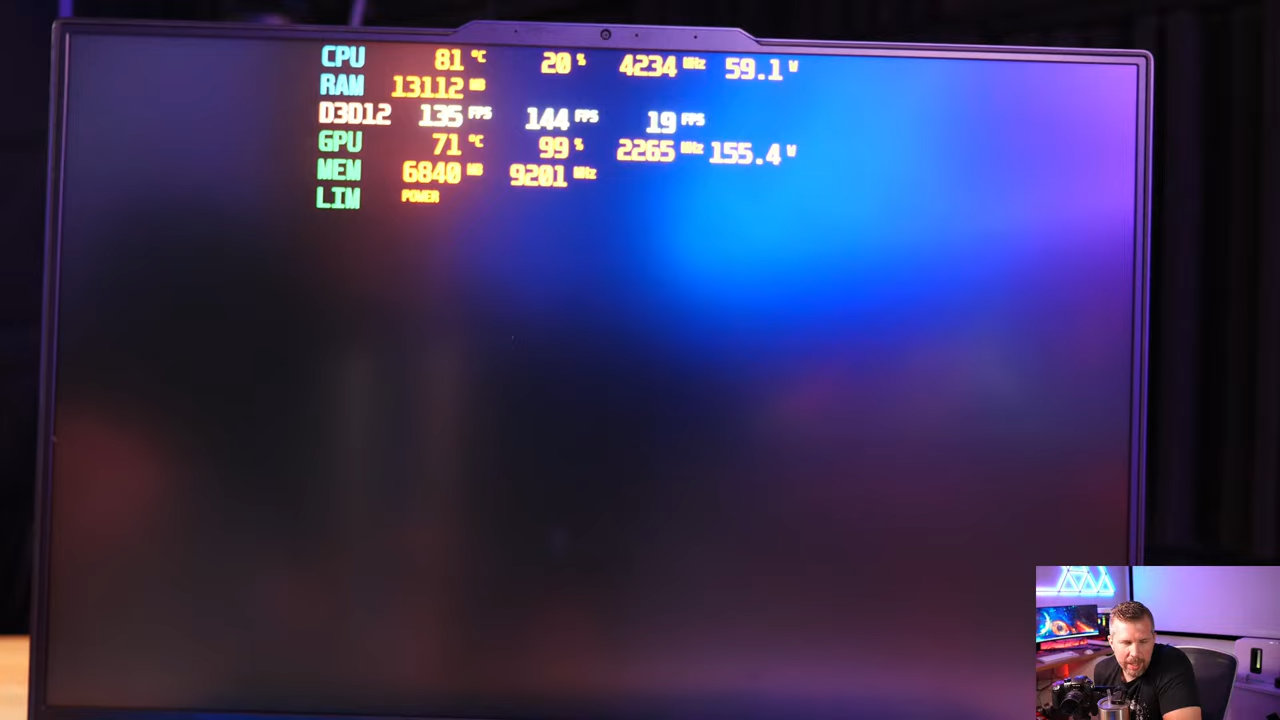 CPU 81 °C 20 % 4234 MHz 59.1 W
RAM 13112 MB
D3D12 135 FPS 144 FPS 19 FPS
GPU 71 °C 99 % 2265 MHz 155.4 W
MEM 6840 MB 9201 MHz
LIM POWER